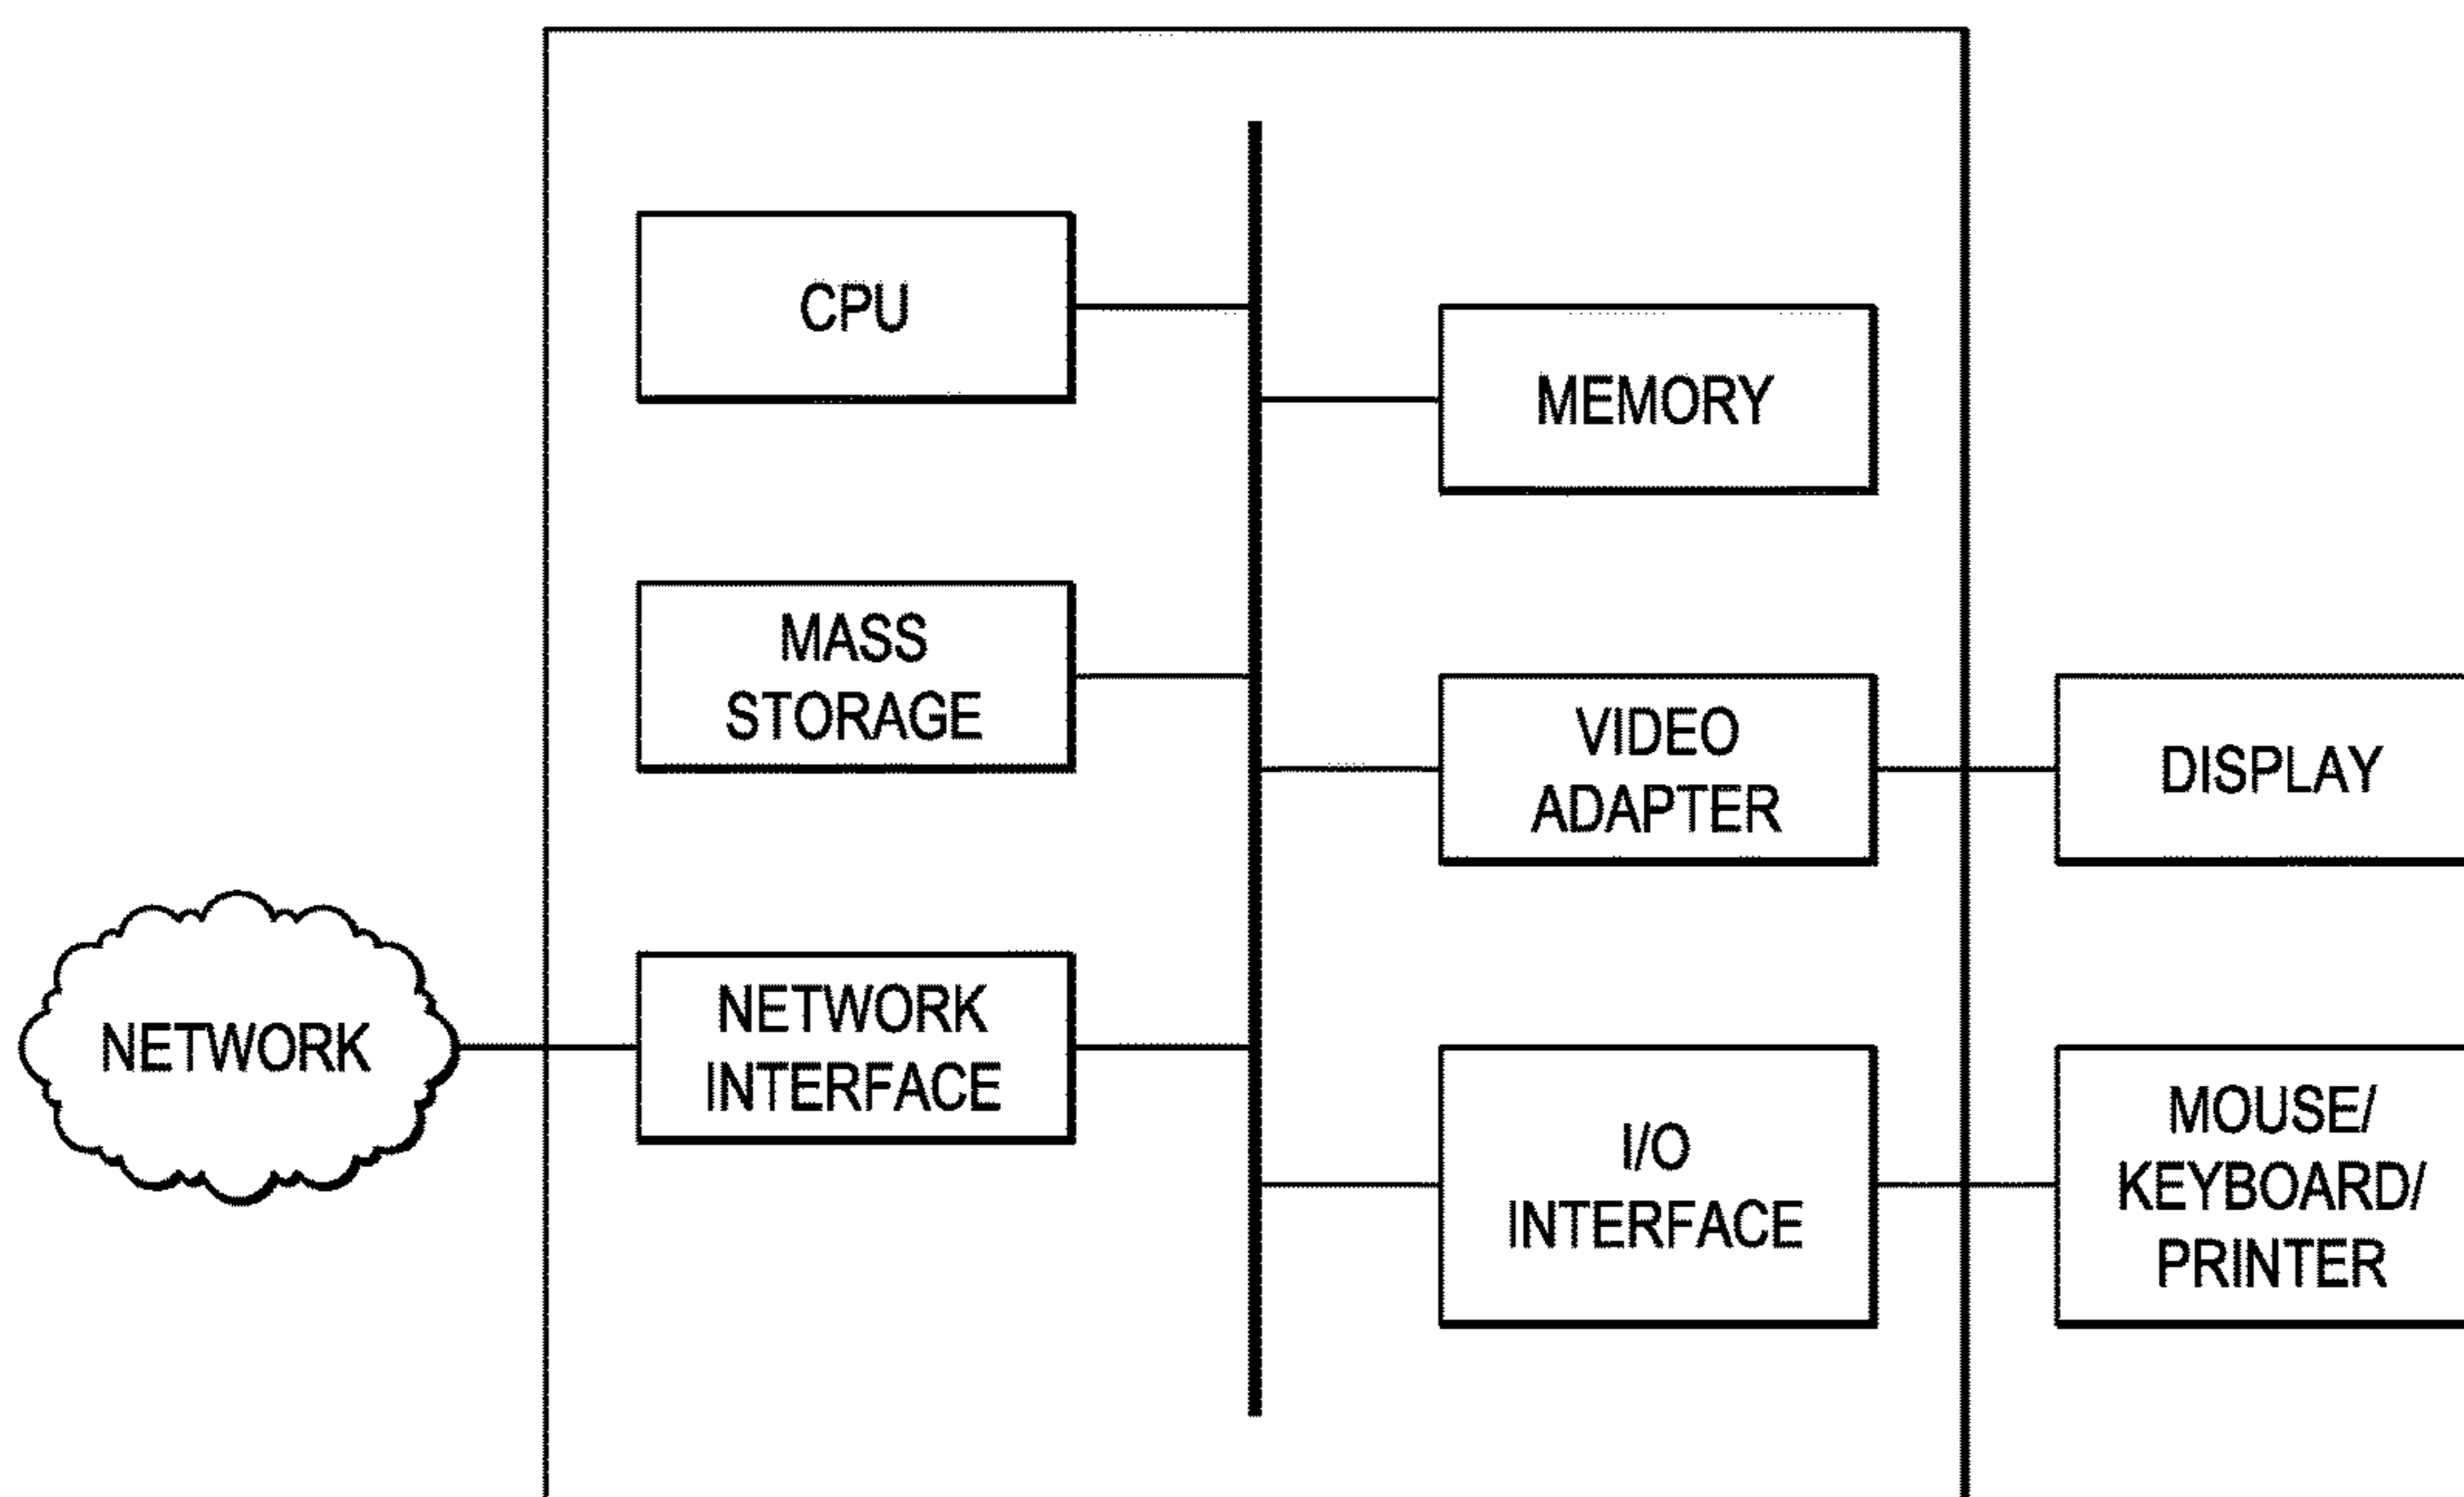 CPU
MEMORY
MASS
STORAGE
VIDEO
ADAPTER
DISPLAY
NETWORK
NETWORK
INTERFACE
I/O
INTERFACE
MOUSE/
KEYBOARD/
PRINTER